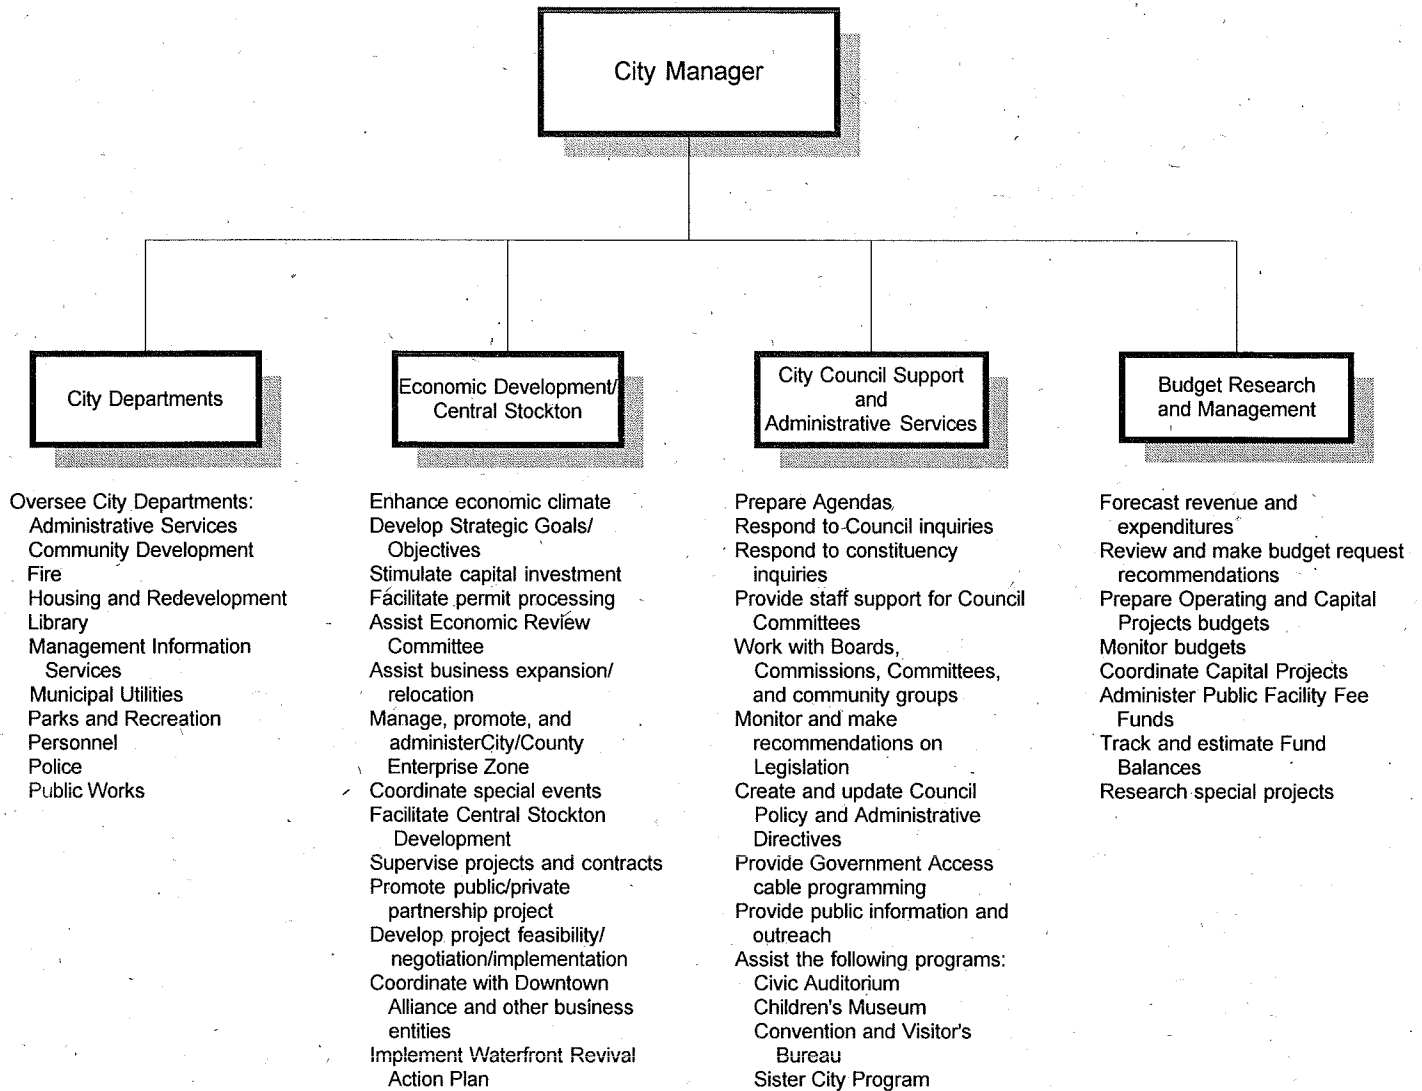 City Manager
City Departments
Oversee City Departments:
Administrative Services
Community Development
Fire
Housing and Redevelopment
Library
Management Information
Services
Municipal Utilities
Parks and Recreation
Personnel
Police
Public Works
Economic Development/
Central Stockton
Enhance economic climate
Develop Strategic Goals/
Objectives
Stimulate capital investment
Facilitate permit processing
Assist Economic Review
Committee
Assist business expansion/
relocation
Manage, promote, and
administerCity/County
Enterprise Zone
Coordinate special events
Facilitate Central Stockton
Development
Supervise projects and contracts
Promote public/private
partnership project
Develop project feasibility/
negotiation/implementation
Coordinate with Downtown
Alliance and other business
entities
Implement Waterfront Revival
Action Plan
City Council Support
and
Administrative Services
Prepare Agendas
Respond to Council inquiries
Respond to constituency
inquiries
Provide staff support for Council
Committees
Work with Boards,
Commissions, Committees,
and community groups
Monitor and make
recommendations on
Legislation
Create and update Council
Policy and Administrative
Directives
Provide Government Access
cable programming
Provide public information and
outreach
Assist the following programs:
Civic Auditorium
Children's Museum
Convention and Visitor's
Bureau
Sister City Program
Budget Research
and Management
Forecast revenue and
expenditures
Review and make budget request
recommendations
Prepare Operating and Capital
Projects budgets
Monitor budgets
Coordinate Capital Projects
Administer Public Facility Fee
Funds
Track and estimate Fund
Balances
Research special projects